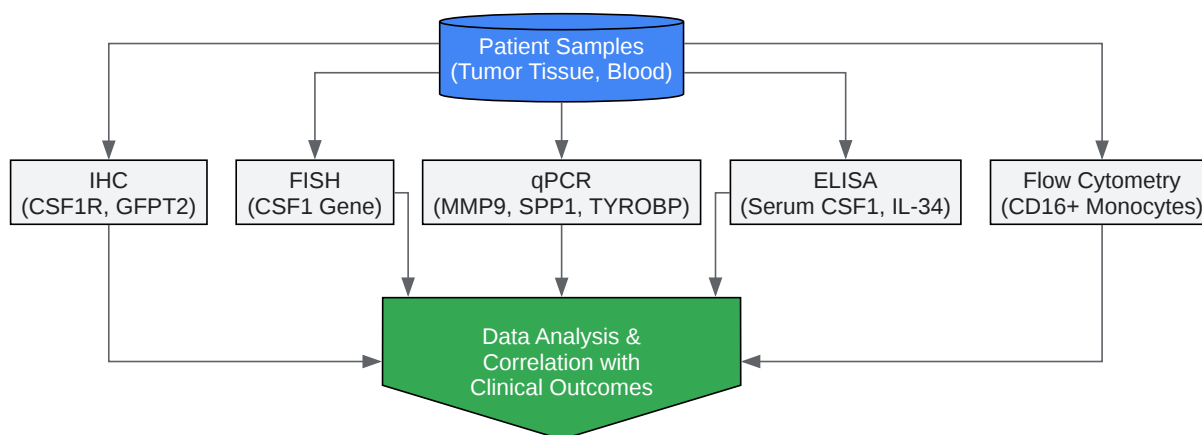 Patient Samples
(Tumor Tissue, Blood)
IHC
(CSF1R, GFPT2)
FISH
(CSF1 Gene)
qPCR
(MMP9, SPP1, TYROBP)
ELISA
(Serum CSF1, IL-34)
Flow Cytometry
(CD16+ Monocytes)
Data Analysis &
Correlation with
Clinical Outcomes